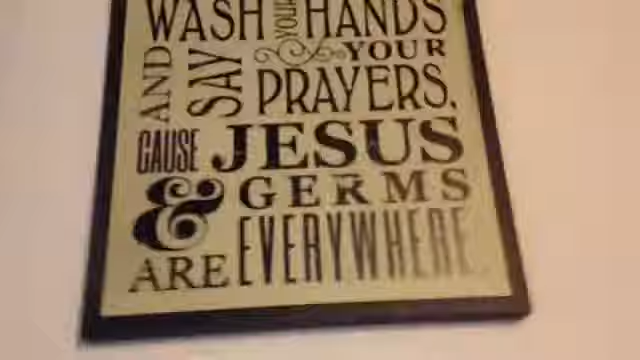 WASH YOUR HANDS
AND SAY YOUR
PRAYERS.
CAUSE JESUS
& GERMS
ARE EVERYWHERE